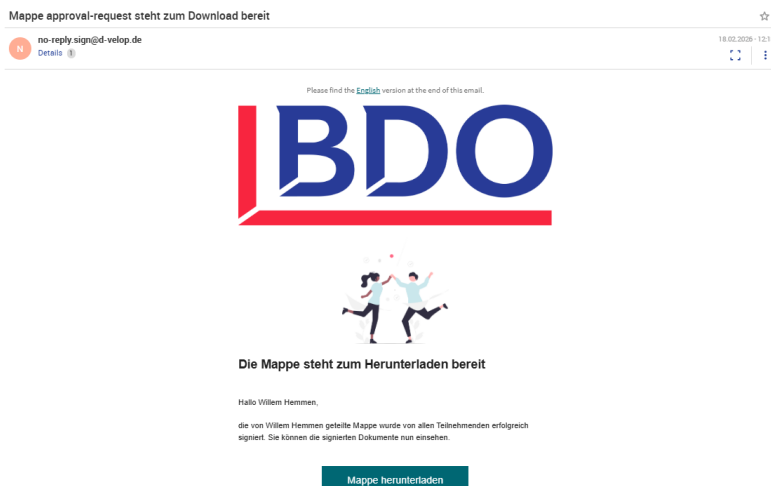 Mappe approval-request steht zum Download bereit
N
no-reply.sign@d-velop.de
Details 1
18.02.2026 - 12:1
Please find the English version at the end of this email.
BDO
Die Mappe steht zum Herunterladen bereit
Hallo Willem Hemmen,
die von Willem Hemmen geteilte Mappe wurde von allen Teilnehmenden erfolgreich
signiert. Sie können die signierten Dokumente nun einsehen.
Mappe herunterladen